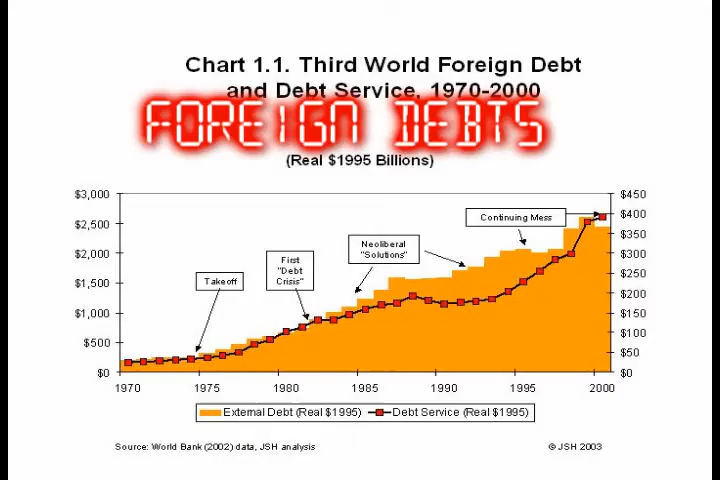 Chart 1.1. Third World Foreign Debt
and Debt Service, 1970-2000
FOREIGN DEBTS
(Real $1995 Billions)
$3,000
$2,500
$2,000
$1,500
$1,000
$500
$0
Takeoff
First
"Debt
Crisis"
Neoliberal
"Solutions"
Continuing Mess
$450
$400
$350
$300
$250
$200
$150
$100
$50
$0
1970 1975 1980 1985 1990 1995 2000
External Debt (Real $1995) Debt Service (Real $1995)
Source: World Bank (2002) data, JSH analysis © JSH 2003